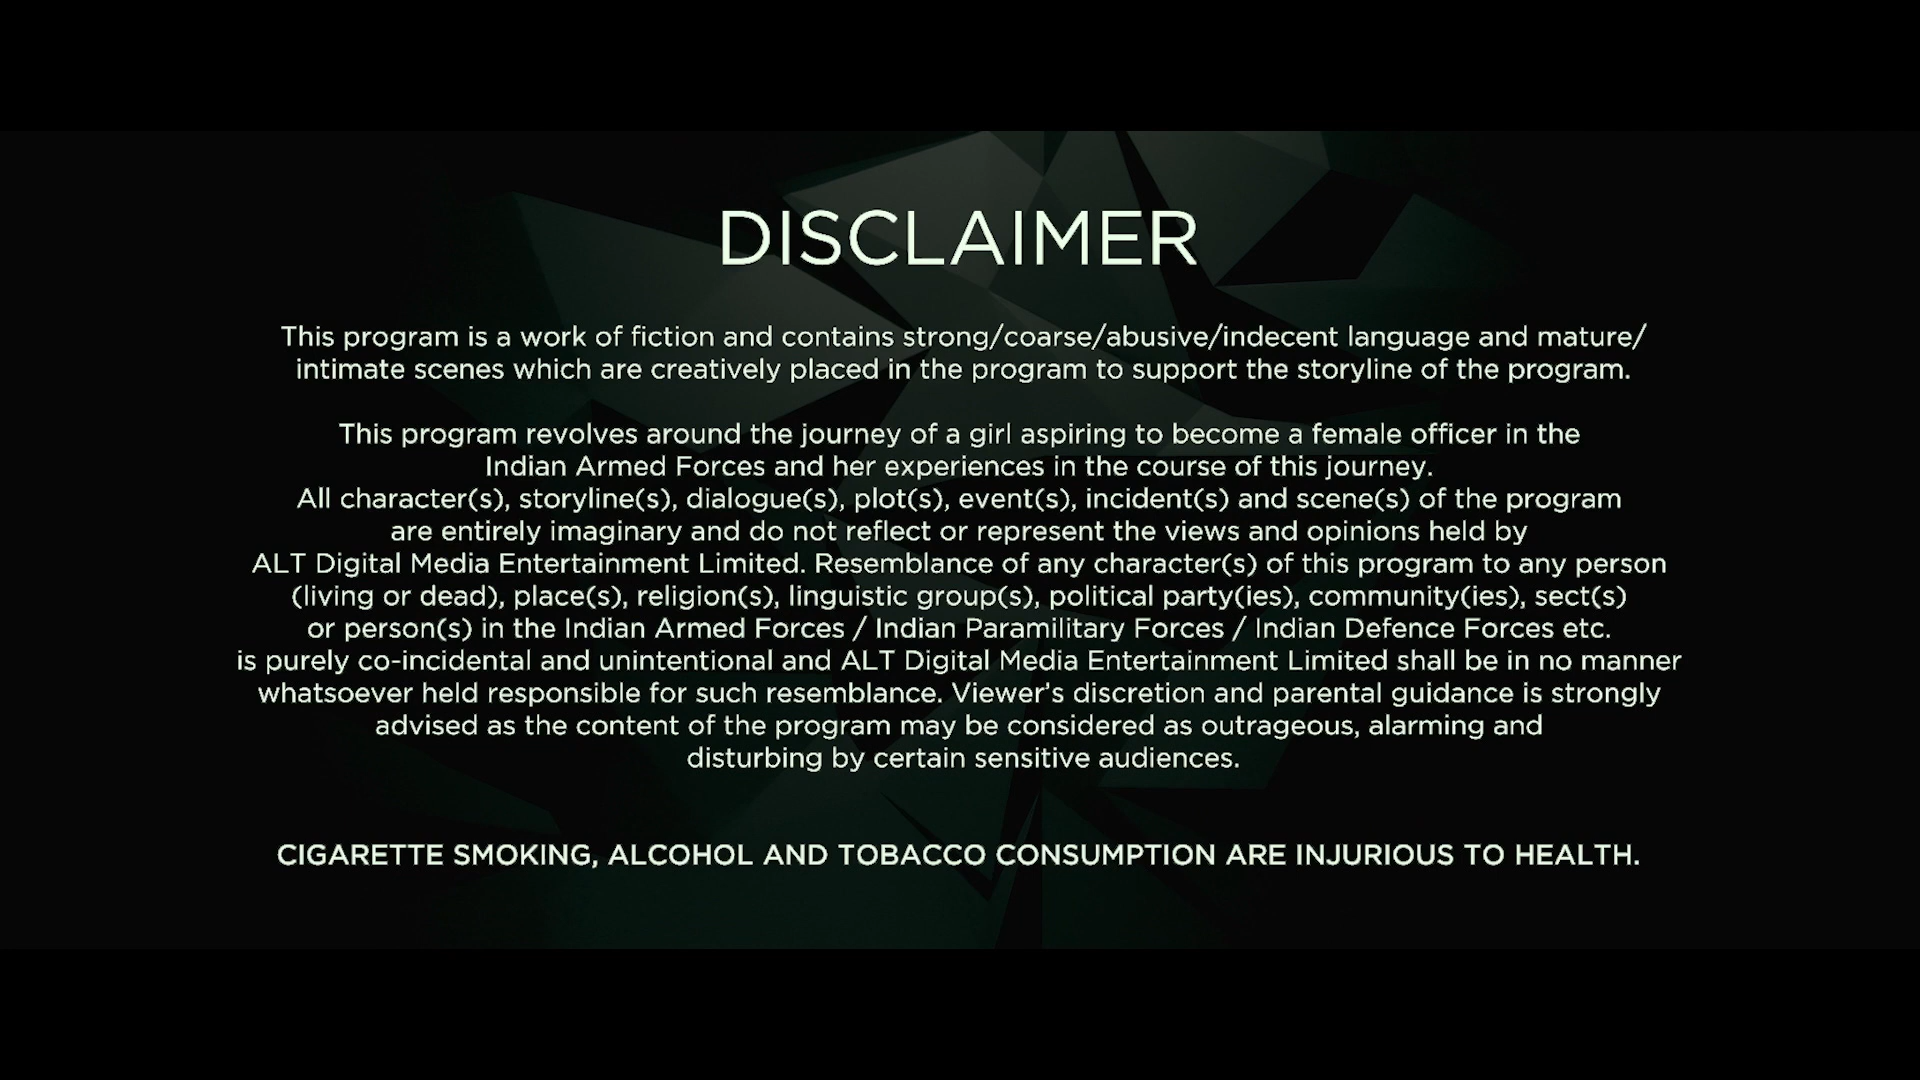 DISCLAIMER
This program is a work of fiction and contains strong/coarse/abusive/indecent language and mature/
intimate scenes which are creatively placed in the program to support the storyline of the program.
This program revolves around the journey of a girl aspiring to become a female officer in the
Indian Armed Forces and her experiences in the course of this journey.
All character(s), storyline(s), dialogue(s), plot(s), event(s), incident(s) and scene(s) of the program
are entirely imaginary and do not reflect or represent the views and opinions held by
ALT Digital Media Entertainment Limited. Resemblance of any character(s) of this program to any person
(living or dead), place(s), religion(s), linguistic group(s), political party(ies), community(ies), sect(s)
or person(s) in the Indian Armed Forces / Indian Paramilitary Forces / Indian Defence Forces etc.
is purely co-incidental and unintentional and ALT Digital Media Entertainment Limited shall be in no manner
whatsoever held responsible for such resemblance. Viewer's discretion and parental guidance is strongly
advised as the content of the program may be considered as outrageous, alarming and
disturbing by certain sensitive audiences.
CIGARETTE SMOKING, ALCOHOL AND TOBACCO CONSUMPTION ARE INJURIOUS TO HEALTH.